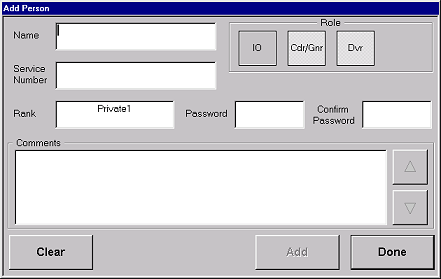 Add Person
Name
Role
IO
Cdr/Gnr
Dvr
Service
Number
Rank
Private1
Password
Confirm
Password
Comments
Clear
Add
Done